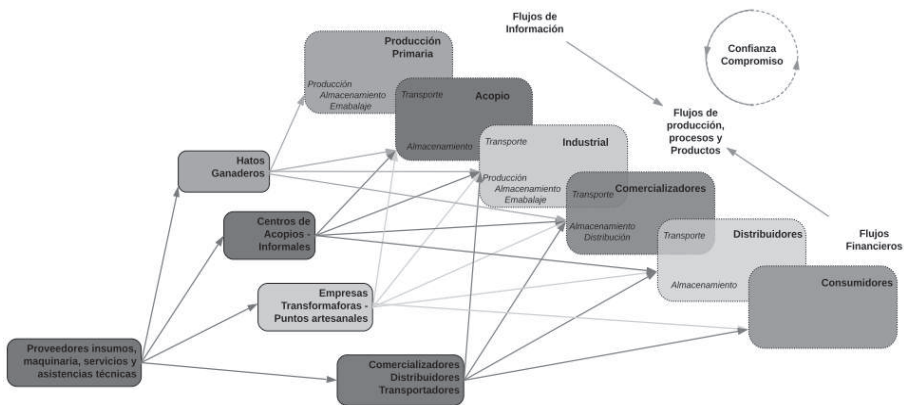 Flujos de
Información
Confianza
Compromiso
Producción
Primaria
Producción
Almacenamiento
Emabalaje
Transporte
Acopio
Almacenamiento
Flujos de
producción,
procesos y
Productos
Transporte
Industrial
Producción
Almacenamiento
Emabalaje
Hatos
Ganaderos
Transporte
Comercializadores
Almacenamiento
Distribución
Centros de
Acopios -
Informales
Transporte
Distribuidores
Almacenamiento
Flujos
Financieros
Consumidores
Empresas
Transformaforas -
Puntos artesanales
Proveedores insumos,
maquinaria, servicios y
asistencias técnicas
Comercializadores
Distribuidores
Transportadores